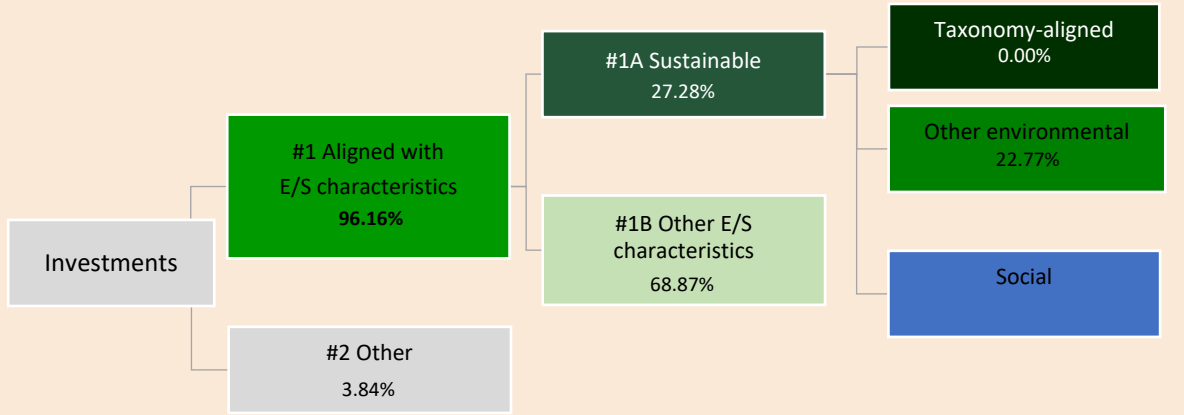 Investments
#1 Aligned with
E/S characteristics
96.16%
#2 Other
3.84%
#1A Sustainable
27.28%
#1B Other E/S
characteristics
68.87%
Taxonomy-aligned
0.00%
Other environmental
22.77%
Social